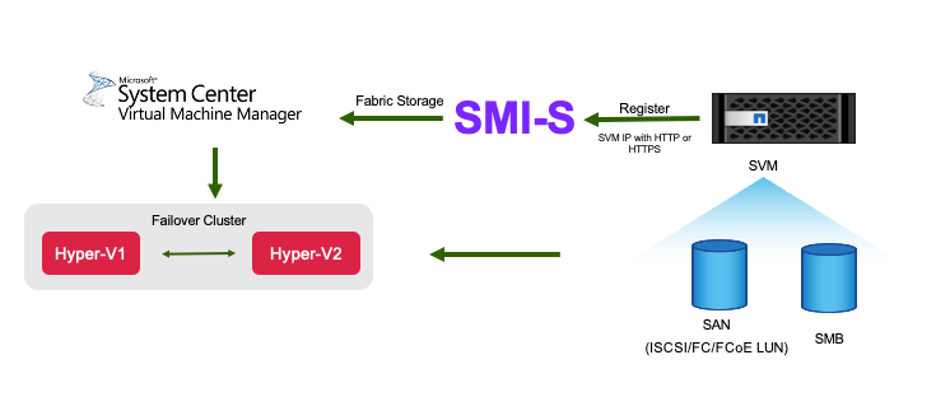 Microsoft®
System Center
Virtual Machine Manager
Fabric Storage
SMI-S
Register
SVM IP with HTTP or
HTTPS
SVM
Failover Cluster
Hyper-V1
Hyper-V2
SAN
(ISCSI/FC/FCoE LUN)
SMB